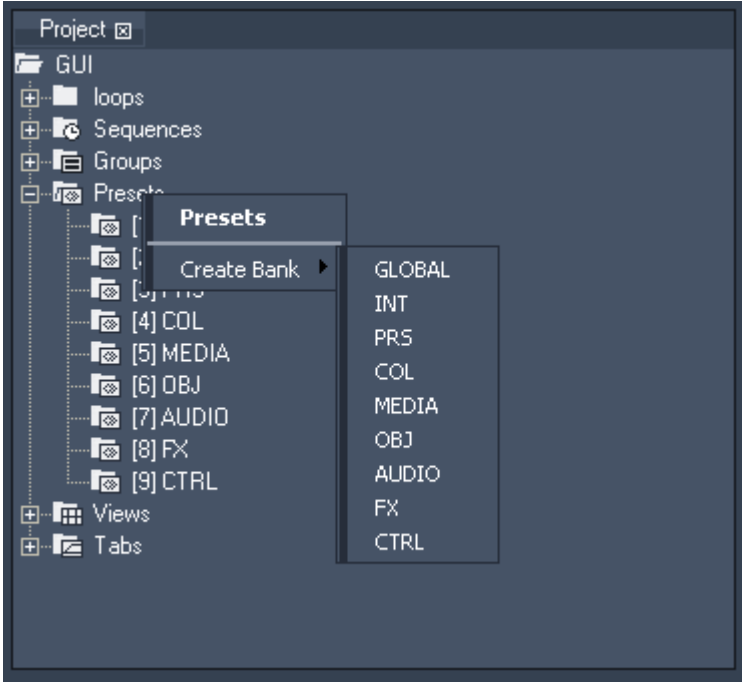 Project
GUI
loops
Sequences
Groups
Presets
Presets
Create Bank
GLOBAL
INT
PRS
COL
MEDIA
OBJ
AUDIO
FX
CTRL
[4] COL
[5] MEDIA
[6] OBJ
[7] AUDIO
[8] FX
[9] CTRL
Views
Tabs